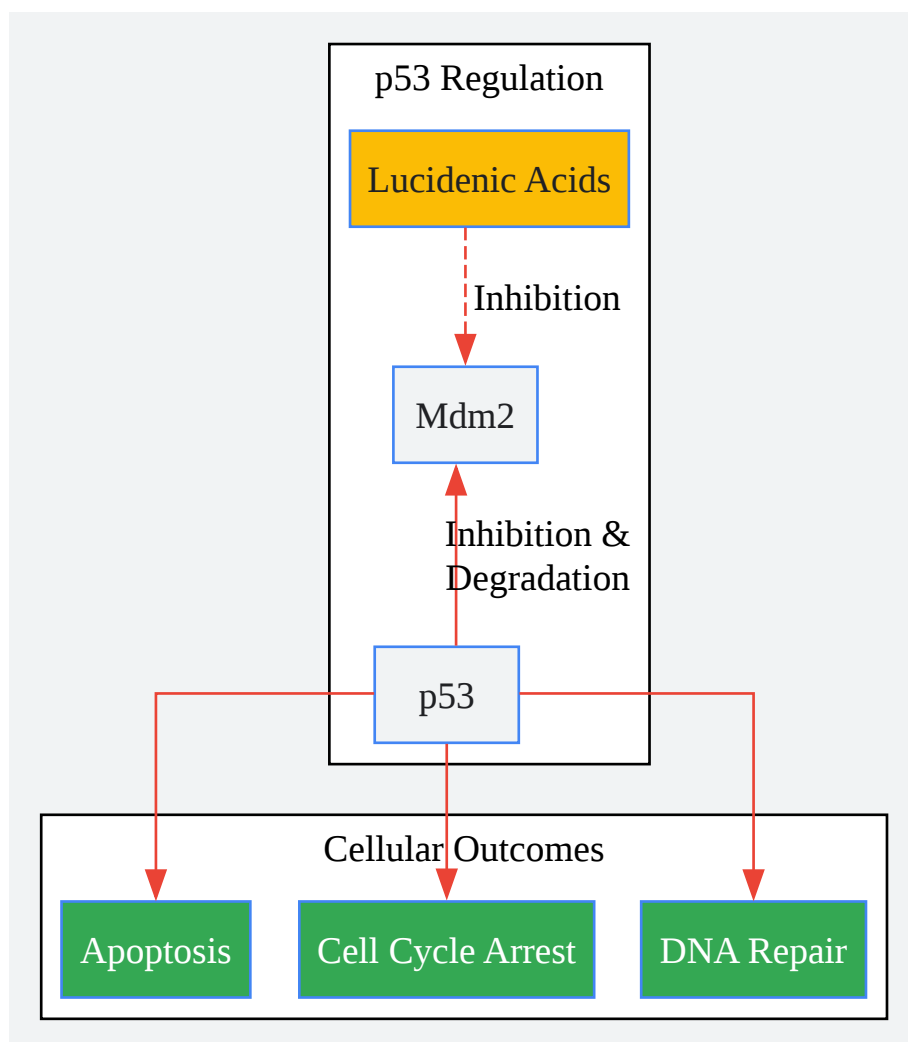 p53 Regulation
Lucidenic Acids
Inhibition
Mdm2
Inhibition &
Degradation
p53
Cellular Outcomes
Apoptosis
Cell Cycle Arrest
DNA Repair